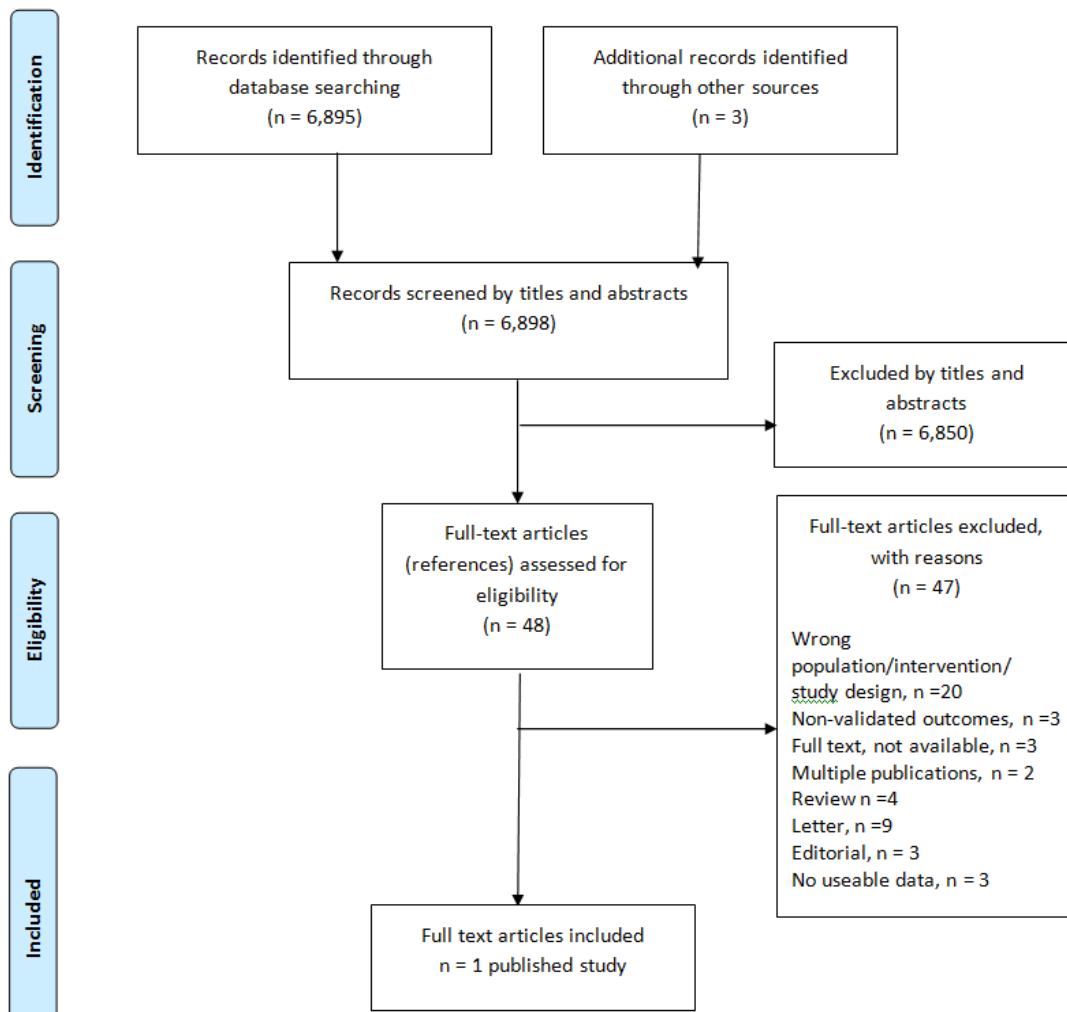 Identification
Records identified through
database searching
(n = 6,895)
Additional records identified
through other sources
(n = 3)
Screening
Records screened by titles and abstracts
(n = 6,898)
Excluded by titles and
abstracts
(n = 6,850)
Eligibility
Full-text articles
(references) assessed for
eligibility
(n = 48)
Full-text articles excluded,
with reasons
(n = 47)
Wrong
population/intervention/
study design, n =20
Non-validated outcomes, n =3
Full text, not available, n =3
Multiple publications, n = 2
Review n =4
Letter, n =9
Editorial, n = 3
No useable data, n = 3
Included
Full text articles included
n = 1 published study